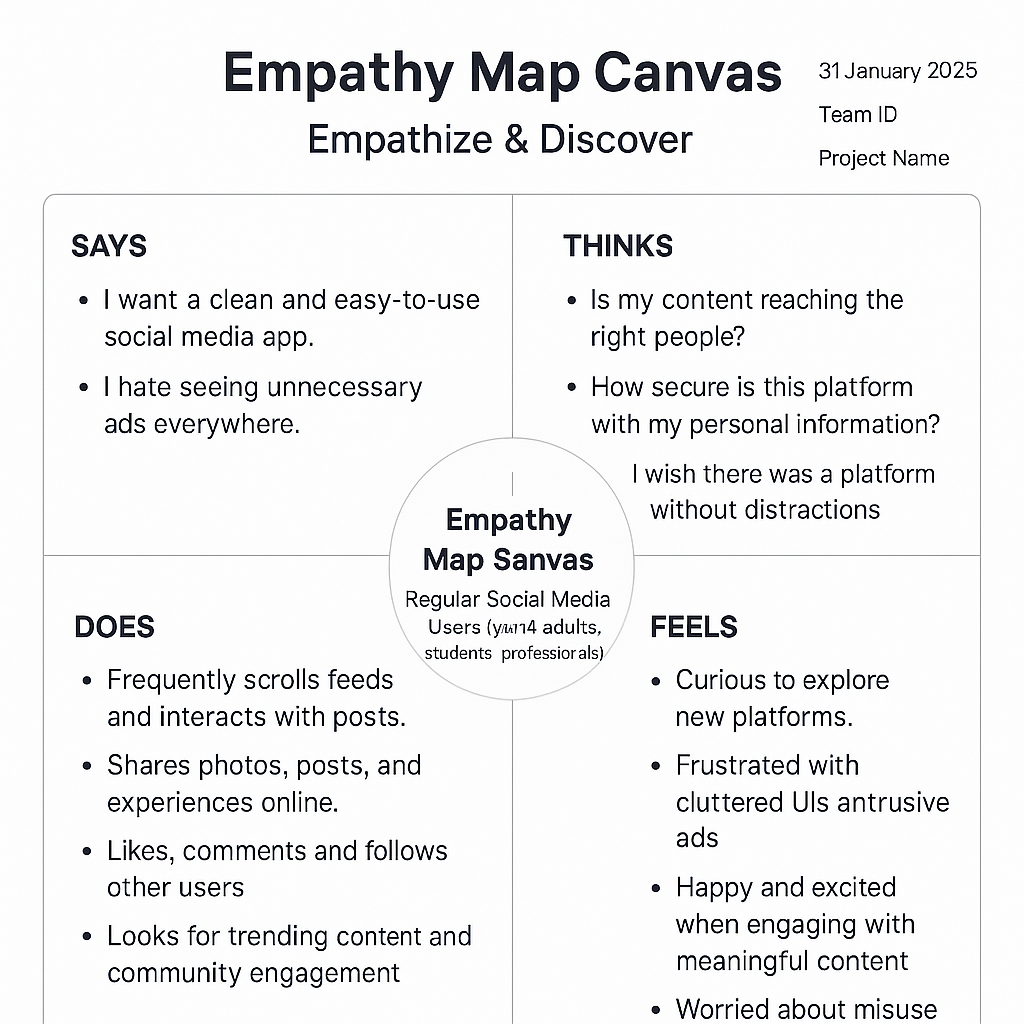 Empathy Map Canvas
Empathize & Discover
31 January 2025
Team ID
Project Name
SAYS
• I want a clean and easy-to-use
social media app.
• I hate seeing unnecessary
ads everywhere.
THINKS
• Is my content reaching the
right people?
• How secure is this platform
with my personal information?
I wish there was a platform
without distractions
Empathy
Map Sanvas
Regular Social Media
Users adults,
students professiorals)
DOES
• Frequently scrolls feeds
and interacts with posts.
• Shares photos, posts, and
experiences online.
• Likes, comments and follows
other users
• Looks for trending content and
community engagement
FEELS
• Curious to explore
new platforms.
• Frustrated with
cluttered UIs antrusive
ads
• Happy and excited
when engaging with
meaningful content
• Worried about misuse